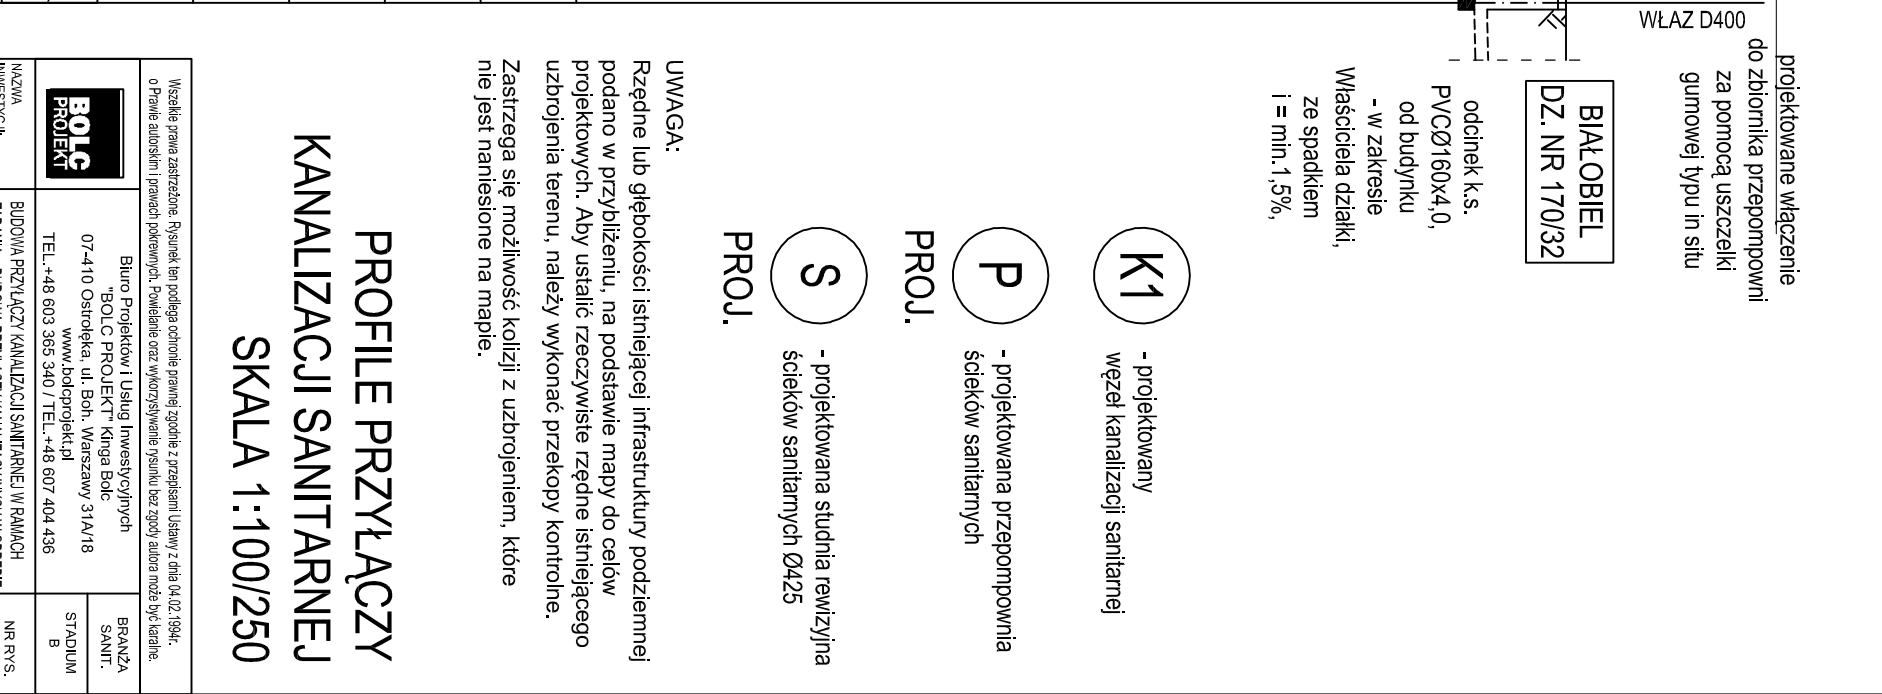 WŁAZ D400
projektowane włączenie
do zbiornika przepompowni
za pomocą uszczelki
gumowej typu in situ
BIAŁOBIEL
DZ. NR 170/32
odcinek k.s.
PVCØ160x4,0,
od budynku
- w zakresie
Właściciela działki,
ze spadkiem
i = min.1,5%,
K1
- projektowany
węzeł kanalizacji sanitarnej
P
PROJ.
- projektowana przepompownia
ścieków sanitarnych
S
PROJ.
- projektowana studnia rewizyjna
ścieków sanitarnych Ø425
UWAGA:
Rzędne lub głębokości istniejącej infrastruktury podziemnej
podano w przybliżeniu, na podstawie mapy do celów
projektowych. Aby ustalić rzeczywiste rzędne istniejącego
uzbrojenia terenu, należy wykonać przekopy kontrolne.
Zastrzega się możliwość kolizji z uzbrojeniem, które
nie jest naniesione na mapie.
PROFILE PRZYŁĄCZY
KANALIZACJI SANITARNEJ
SKALA 1:100/250
Wszelkie prawa zastrzeżone. Rysunek ten podlega ochronie prawnej zgodnie z przepisami Ustawy z dnia 04.02.1994r.
o Prawie autorskim i prawach pokrewnych. Powielanie oraz wykorzystywanie rysunku bez zgody autora może być karalne.
BOLC
PROJEKT
Biuro Projektów i Usług Inwestycyjnych
"BOLC PROJEKT" Kinga Bolc
07-410 Ostrołęka, ul. Boh. Warszawy 31A/18
www.bolcprojekt.pl
TEL.+48 603 365 340 / TEL.+48 607 404 436
BRANŻA
SANIT.
STADIUM
B
NAZWA
BUDOWA PRZYŁĄCZY KANALIZACJI SANITARNEJ W RAMACH
NR RYS.